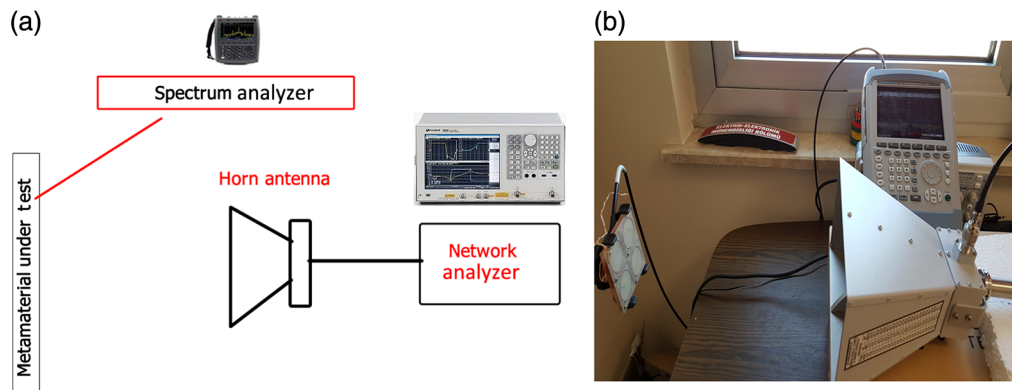 (a)
Spectrum analyzer
Metamaterial under test
Horn antenna
Network
analyzer
(b)
ELEKTRİK-ELEKTRONİK
MÜHENDİSLİĞİ BÖLÜMÜ